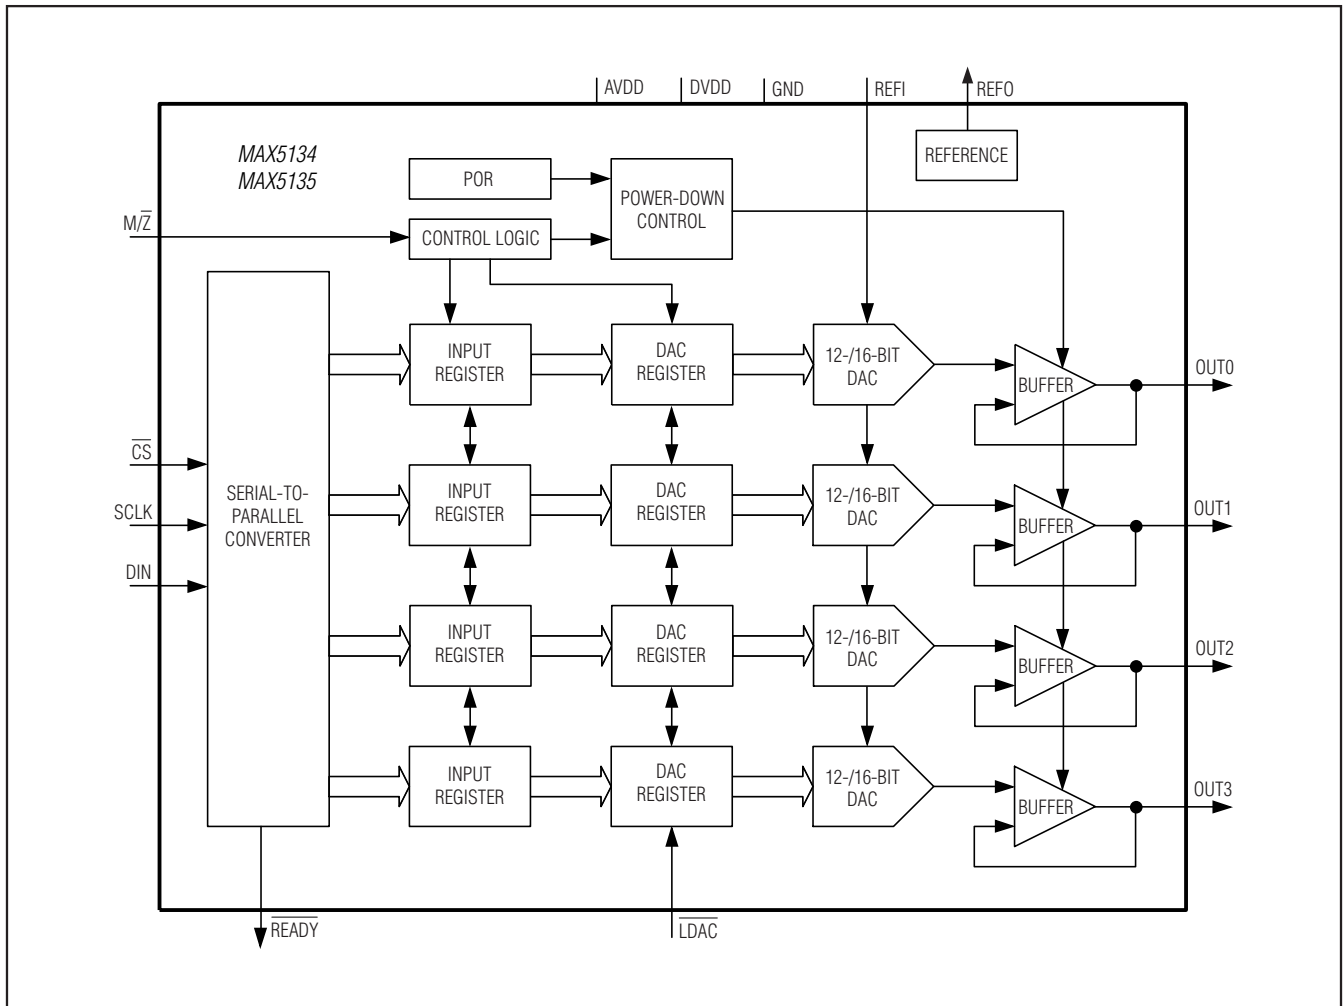 AVDD
DVDD
GND
REFI
REFO
MAX5134
MAX5135
REFERENCE
POR
POWER-DOWN
CONTROL
M/Z̅
CONTROL LOGIC
INPUT
REGISTER
DAC
REGISTER
12-/16-BIT
DAC
BUFFER
OUT0
C̅S̅
SCLK
DIN
SERIAL-TO-
PARALLEL
CONVERTER
INPUT
REGISTER
DAC
REGISTER
12-/16-BIT
DAC
BUFFER
OUT1
INPUT
REGISTER
DAC
REGISTER
12-/16-BIT
DAC
BUFFER
OUT2
INPUT
REGISTER
DAC
REGISTER
12-/16-BIT
DAC
BUFFER
OUT3
R̅E̅A̅D̅Y̅
L̅D̅A̅C̅